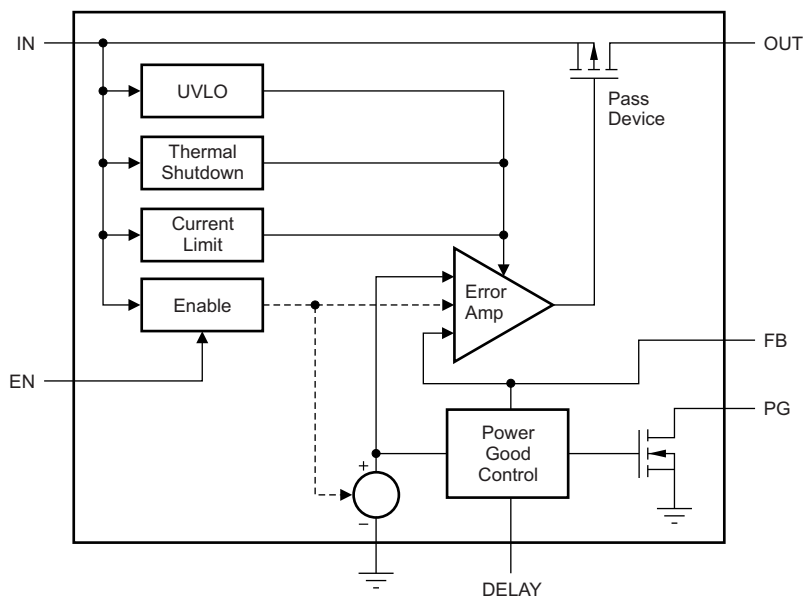 IN
OUT
UVLO
Pass
Device
Thermal
Shutdown
Current
Limit
Error
Amp
Enable
FB
EN
PG
Power
Good
Control
+
–
DELAY